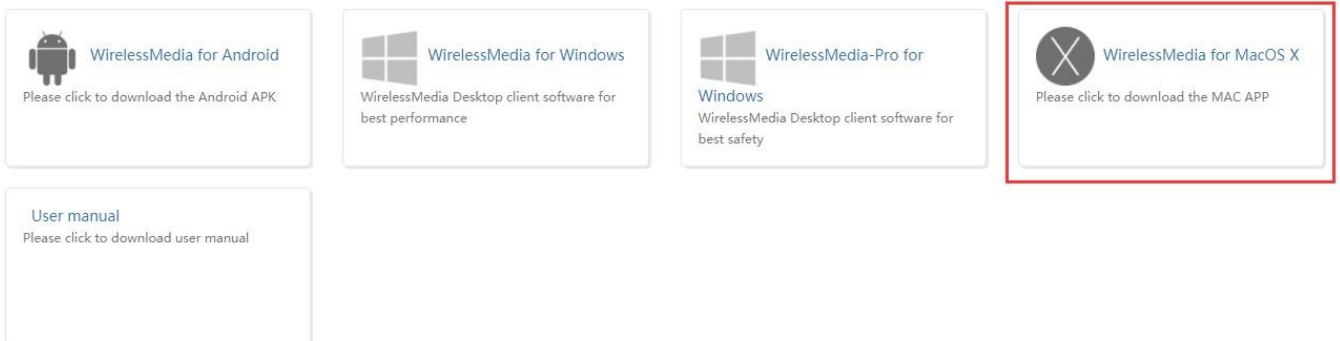 WirelessMedia for Android
Please click to download the Android APK
WirelessMedia for Windows
WirelessMedia Desktop client software for
best performance
WirelessMedia-Pro for
Windows
WirelessMedia Desktop client software for
best safety
X
WirelessMedia for MacOS X
Please click to download the MAC APP
User manual
Please click to download user manual